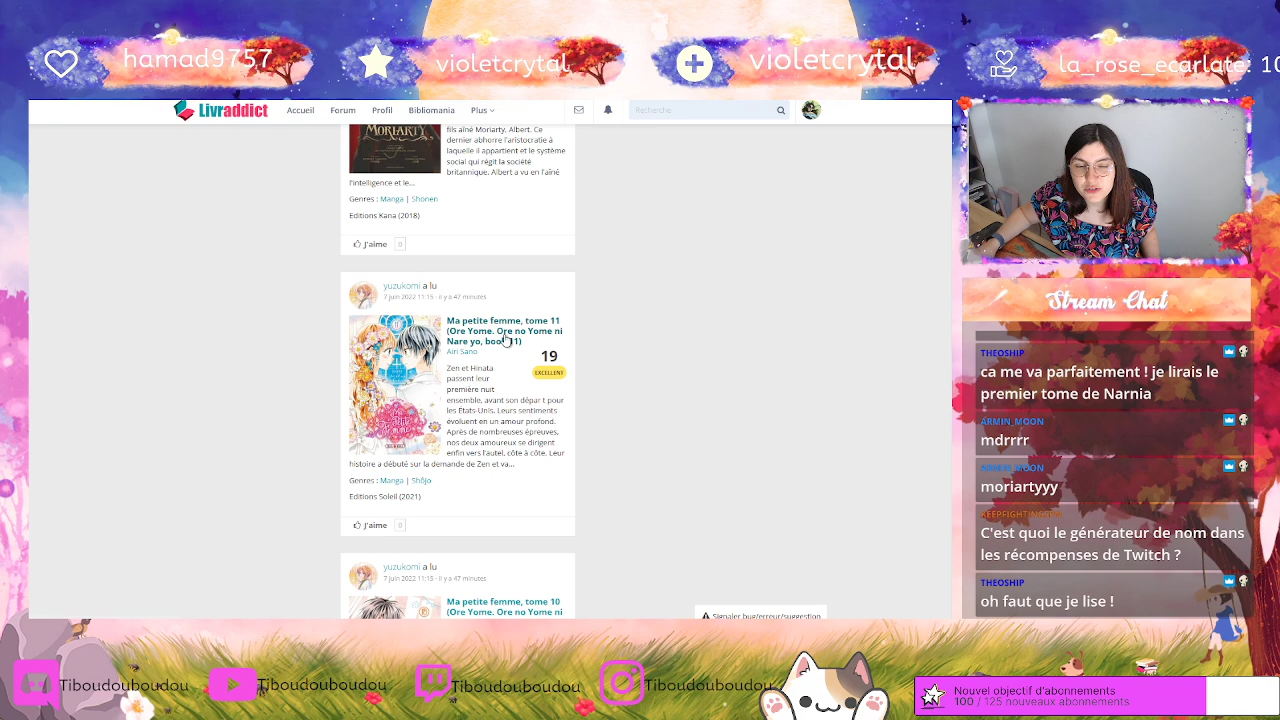 hamad9757
violetcrytal
violetcrytal
la_rose_ecarlate: 10
Livraddict
Accueil
Forum
Profil
Bibliomania
Plus
Recherche
MORIARTY
fils aîné Moriarty, Albert. Ce
dernier abhorre l'aristocratie à
laquelle il appartient et le système
social qui régit la société
britannique. Albert a vu en l'aîné
l'intelligence et le...
Genres : Manga | Shonen
Editions Kana (2018)
J'aime 0
yuzukomi a lu
7 juin 2022 11:15 - il y a 47 minutes
Ma petite femme, tome 11
(Ore Yome. Ore no Yome ni
Nare yo, book 11)
Airi Sano
19
EXCELLENT
Zen et Hinata
passent leur
première nuit
ensemble, avant son dépar t pour
les États-Unis. Leurs sentiments
évoluent en un amour profond.
Après de nombreuses épreuves,
nos deux amoureux se dirigent
enfin vers l'autel, côte à côte. Leur
histoire a débuté sur la demande de Zen et va...
Genres : Manga | Shôjo
Editions Soleil (2021)
J'aime 0
yuzukomi a lu
7 juin 2022 11:15 - il y a 47 minutes
Ma petite femme, tome 10
(Ore Yome. Ore no Yome ni
Signaler bug/erreur/suggestion
Stream Chat
THEOSHIP
ca me va parfaitement ! je lirais le
premier tome de Narnia
ARMIN_MOON
mdrrrr
ARMIN_MOON
moriartyyy
C'est quoi le générateur de nom dans
les récompenses de Twitch ?
THEOSHIP
oh faut que je lise !
Tiboudouboudou
Tiboudouboudou
Tiboudouboudou
Tiboudouboudou
Nouvel objectif d'abonnements
100 / 125 nouveaux abonnements